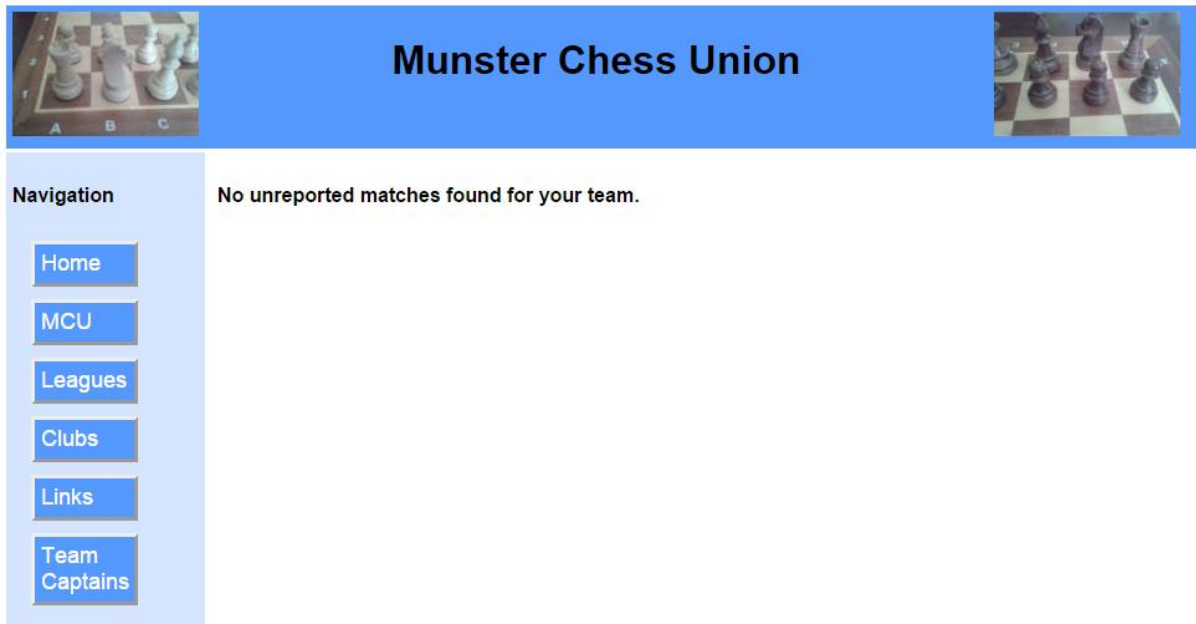 Munster Chess Union
A B C
Navigation
No unreported matches found for your team.
Home
MCU
Leagues
Clubs
Links
Team
Captains